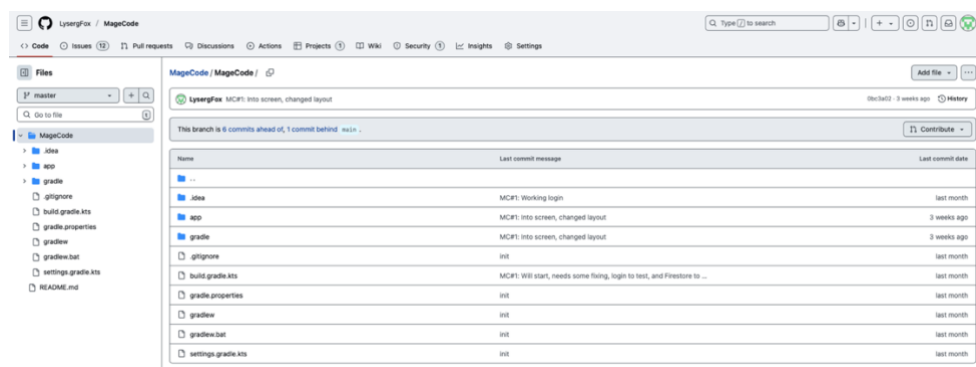 LysergFox / MageCode
Type / to search
Code Issues 12 Pull requests Discussions Actions Projects 1 Wiki Security 1 Insights Settings
Files
master
Go to file t
MageCode
.idea
app
gradle
.gitignore
build.gradle.kts
gradle.properties
gradlew
gradlew.bat
settings.gradle.kts
README.md
MageCode / MageCode /
Add file
LysergFox MC#1: Into screen, changed layout
0bc3a02 · 3 weeks ago History
This branch is 6 commits ahead of, 1 commit behind main .
Contribute
Name Last commit message Last commit date
..
.idea MC#1: Working login last month
app MC#1: Into screen, changed layout 3 weeks ago
gradle MC#1: Into screen, changed layout 3 weeks ago
.gitignore init last month
build.gradle.kts MC#1: Will start, needs some fixing, login to test, and Firestore to ... last month
gradle.properties init last month
gradlew init last month
gradlew.bat init last month
settings.gradle.kts init last month